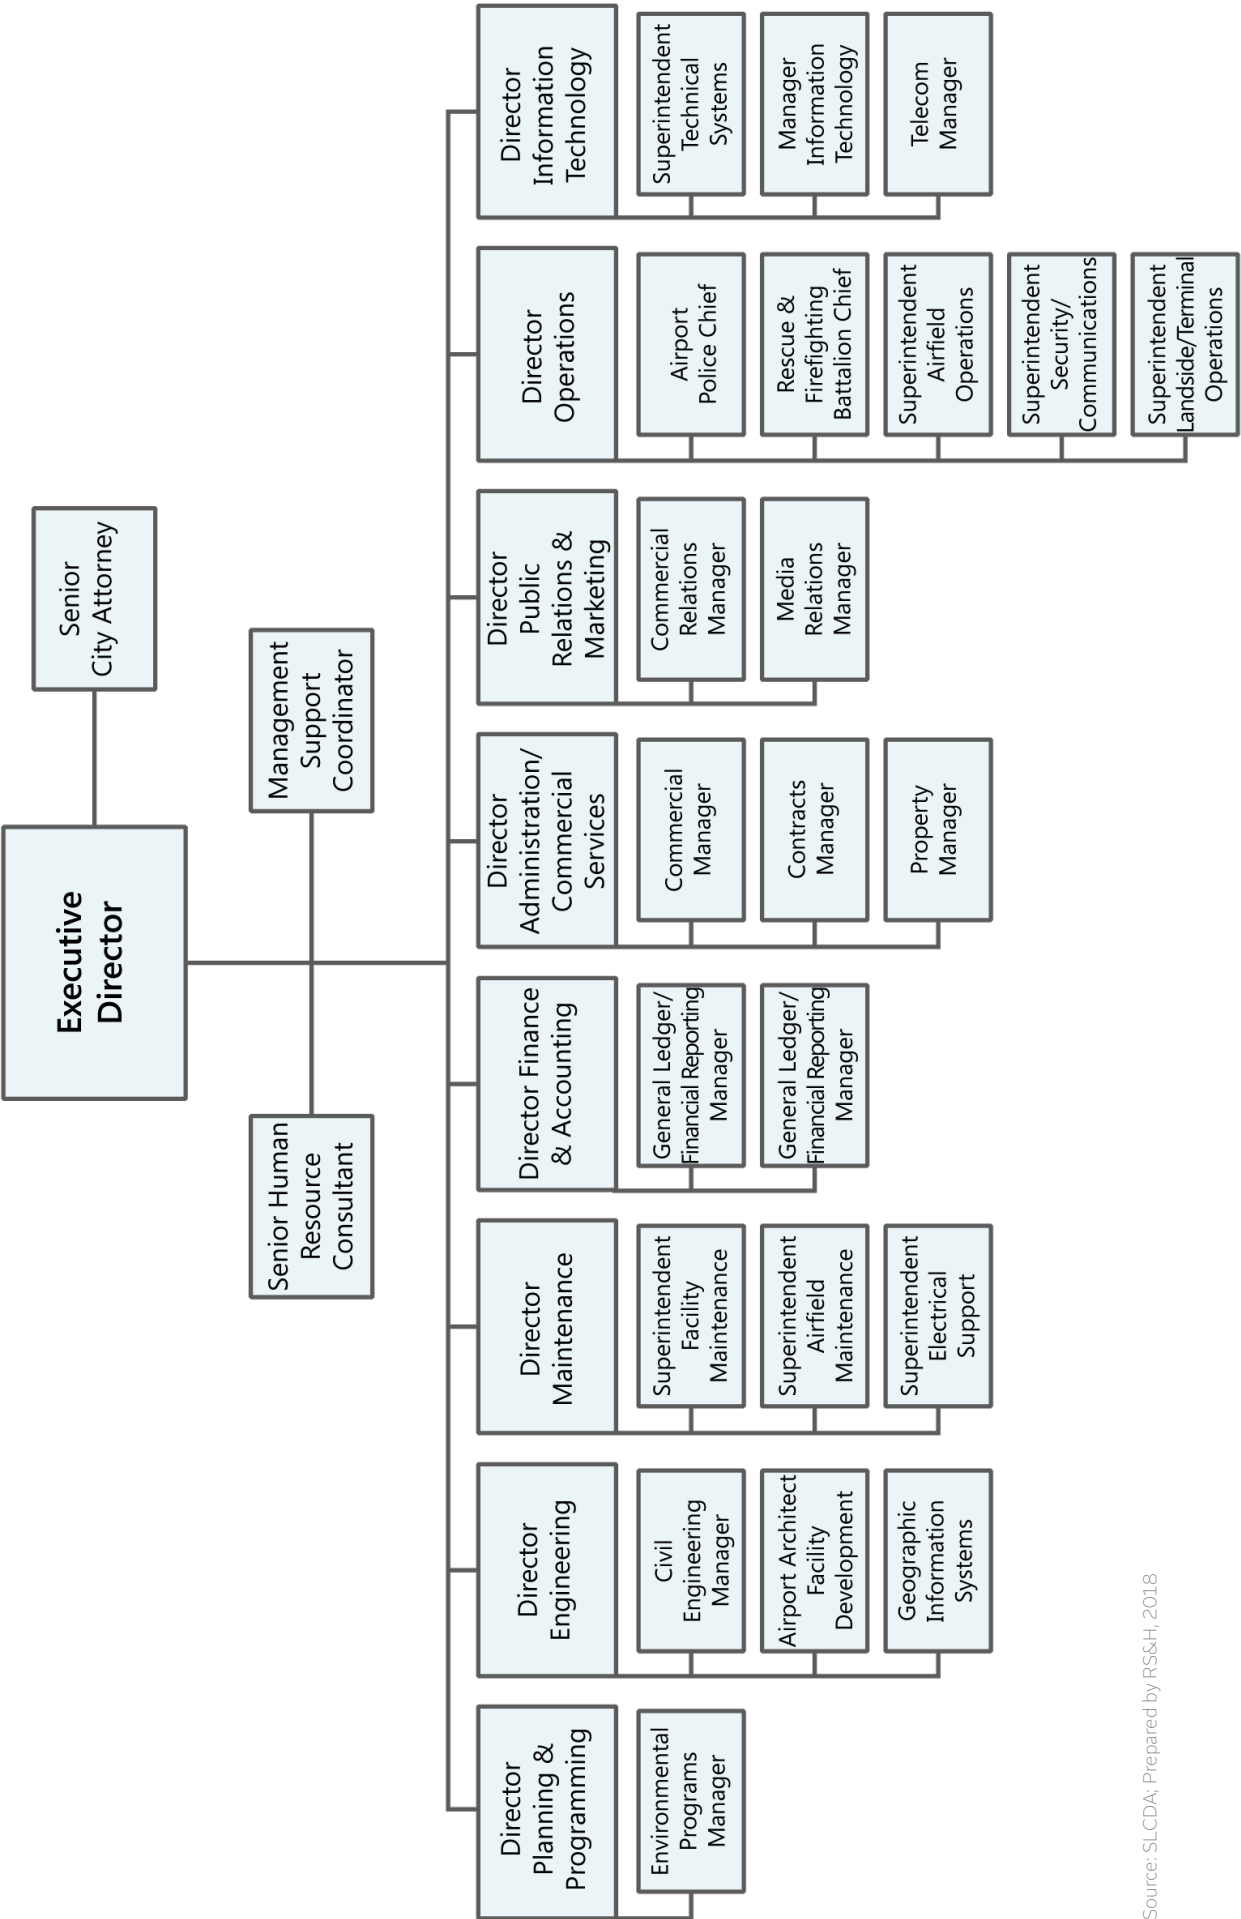 Executive
Director
Senior
City Attorney
Senior Human
Resource
Consultant
Management
Support
Coordinator
Director
Planning &
Programming
Environmental
Programs
Manager
Director
Engineering
Civil
Engineering
Manager
Airport Architect
Facility
Development
Geographic
Information
Systems
Director
Maintenance
Superintendent
Facility
Maintenance
Superintendent
Airfield
Maintenance
Superintendent
Electrical
Support
Director Finance
& Accounting
General Ledger/
Financial Reporting
Manager
General Ledger/
Financial Reporting
Manager
Director
Administration/
Commercial
Services
Commercial
Manager
Contracts
Manager
Property
Manager
Director
Public
Relations &
Marketing
Commercial
Relations
Manager
Media
Relations
Manager
Director
Operations
Airport
Police Chief
Rescue &
Firefighting
Battalion Chief
Superintendent
Airfield
Operations
Superintendent
Security/
Communications
Superintendent
Landside/Terminal
Operations
Director
Information
Technology
Superintendent
Technical
Systems
Manager
Information
Technology
Telecom
Manager
Source: SLCDA; Prepared by RS&H, 2018